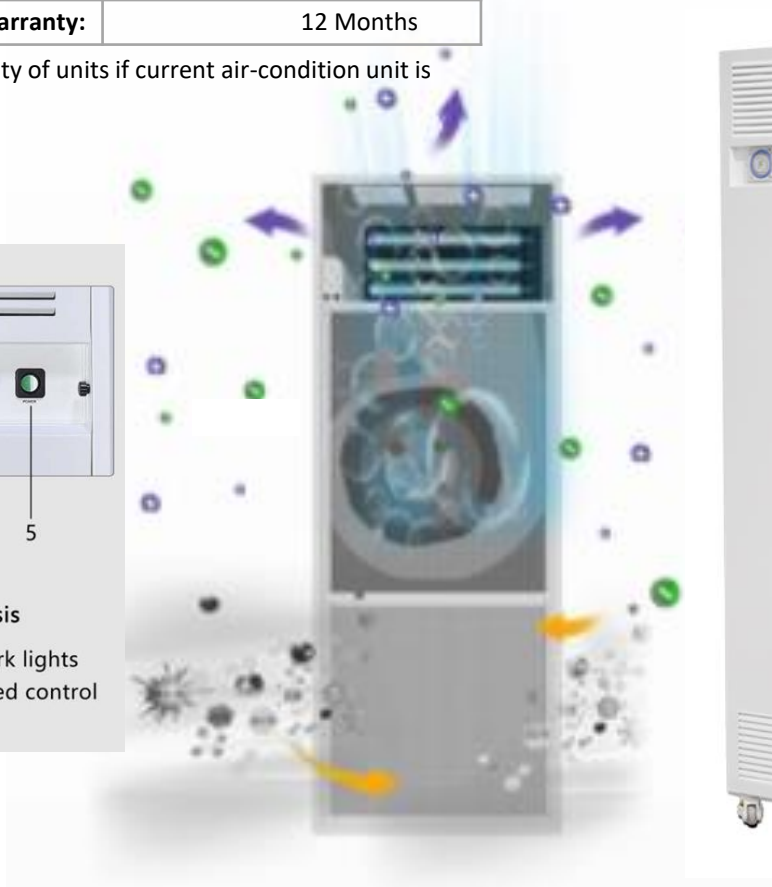 arranty: 12 Months
ty of units if current air-condition unit is
5
sis
rk lights
ed control